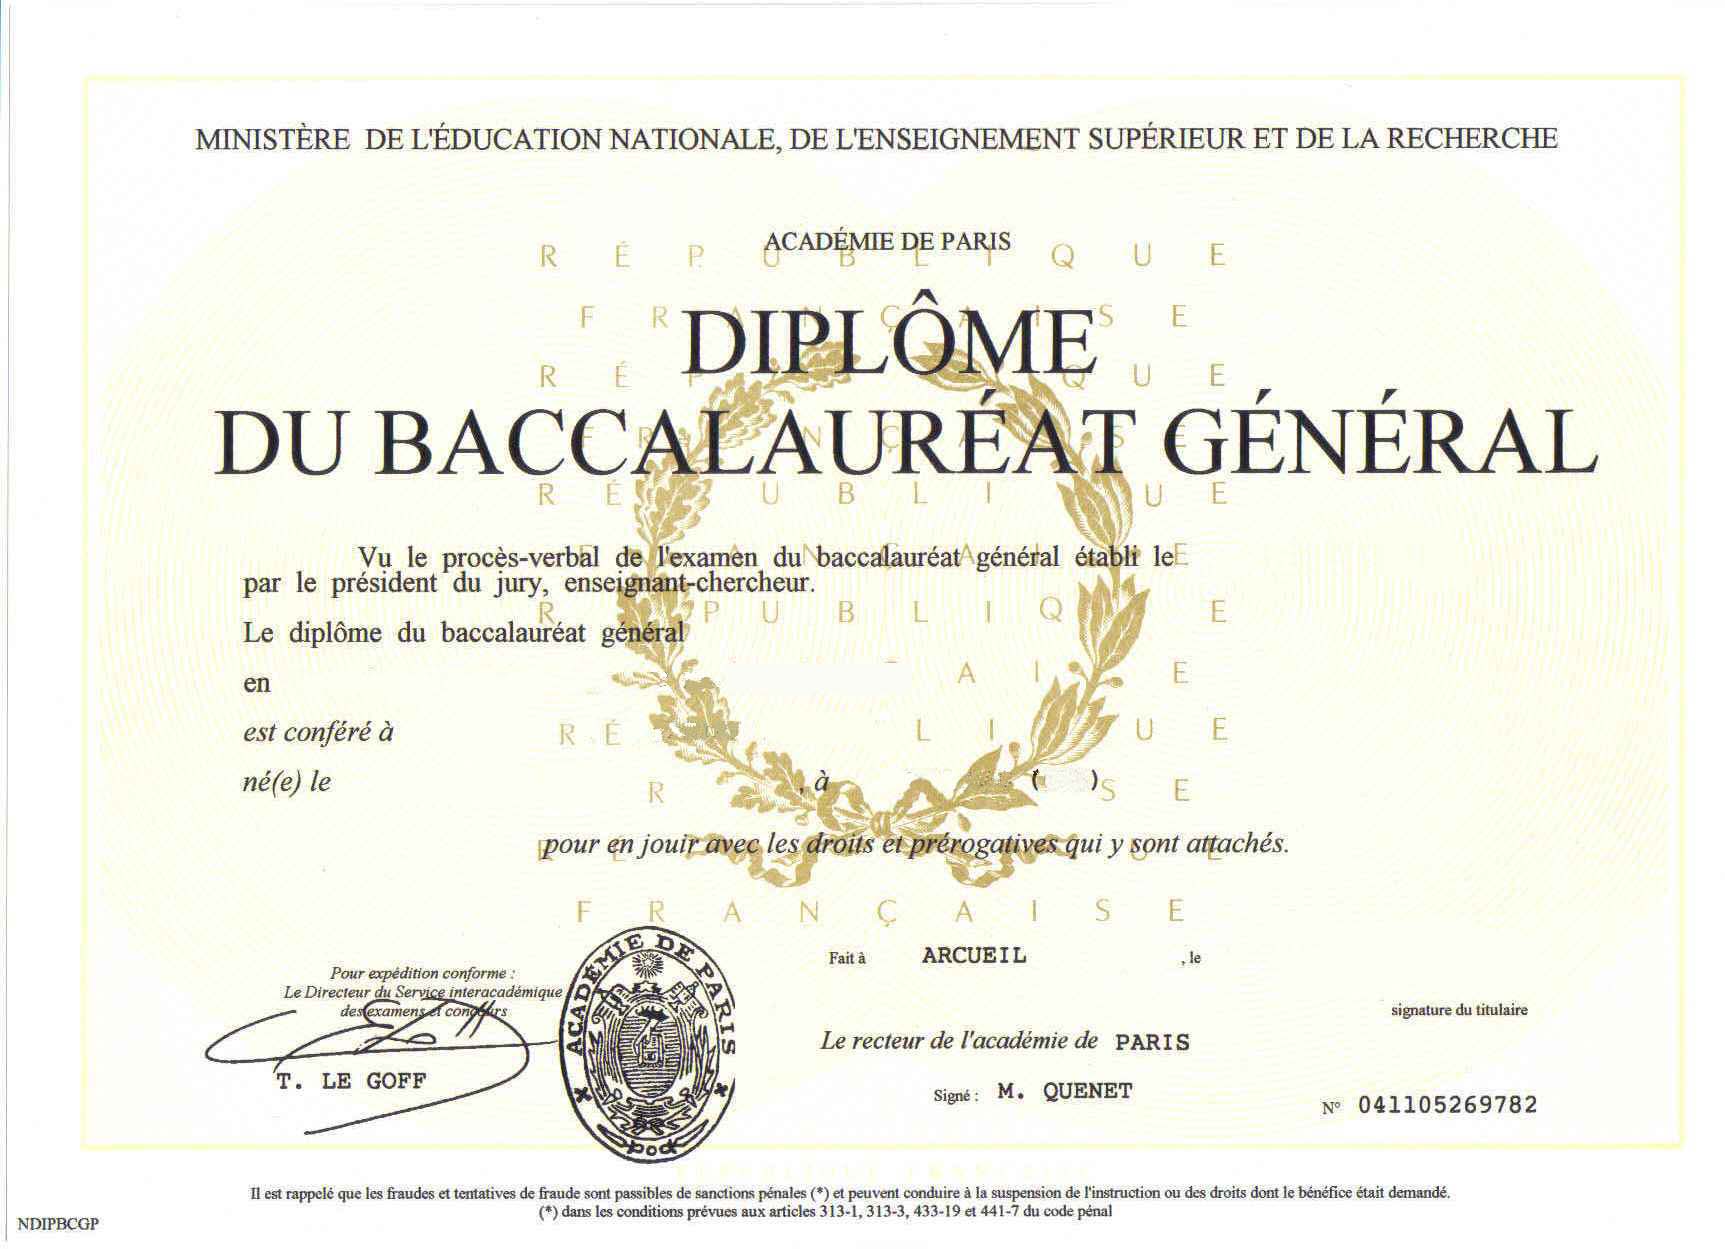 MINISTÈRE DE L'ÉDUCATION NATIONALE, DE L'ENSEIGNEMENT SUPÉRIEUR ET DE LA RECHERCHE
ACADÉMIE DE PARIS
RÉPUBLIQUE
FRANÇAISE
DIPLÔME
DU BACCALAURÉAT GÉNÉRAL
Vu le procès-verbal de l'examen du baccalauréat général établi le
par le président du jury, enseignant-chercheur.
Le diplôme du baccalauréat général
en
est conféré à
né(e) le , à ( )
pour en jouir avec les droits et prérogatives qui y sont attachés.
FRANÇAISE
Pour expédition conforme :
Le Directeur du Service interacadémique
des examens et concours
T. LE GOFF
ACADÉMIE DE PARIS
Fait à ARCUEIL , le
Le recteur de l'académie de PARIS
Signé : M. QUENET
signature du titulaire
N° 041105269782
Il est rappelé que les fraudes et tentatives de fraude sont passibles de sanctions pénales (*) et peuvent conduire à la suspension de l'instruction ou des droits dont le bénéfice était demandé.
(*) dans les conditions prévues aux articles 313-1, 313-3, 433-19 et 441-7 du code pénal
NDIPBCGP